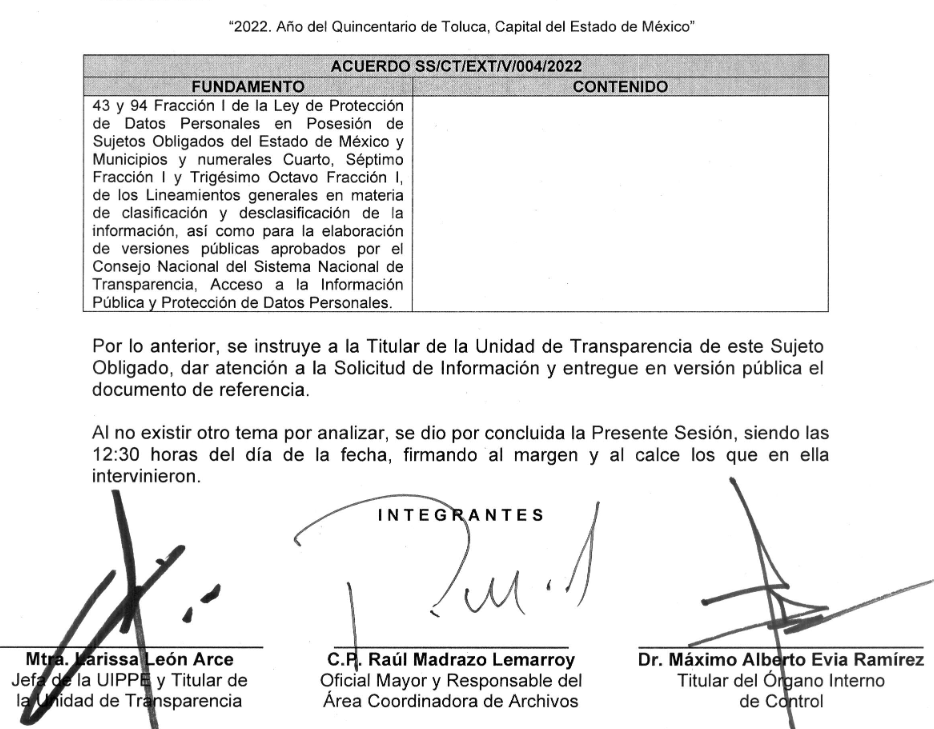 “2022. Año del Quincentario de Toluca, Capital del Estado de México”
ACUERDO SS/CT/EXT/V/004/2022
FUNDAMENTO CONTENIDO
43 y 94 Fracción I de la Ley de Protección
de Datos Personales en Posesión de
Sujetos Obligados del Estado de México y
Municipios y numerales Cuarto, Séptimo
Fracción I y Trigésimo Octavo Fracción I,
de los Lineamientos generales en materia
de clasificación y desclasificación de la
información, así como para la elaboración
de versiones públicas aprobados por el
Consejo Nacional del Sistema Nacional de
Transparencia, Acceso a la Información
Pública y Protección de Datos Personales.
Por lo anterior, se instruye a la Titular de la Unidad de Transparencia de este Sujeto
Obligado, dar atención a la Solicitud de Información y entregue en versión pública el
documento de referencia.
Al no existir otro tema por analizar, se dio por concluida la Presente Sesión, siendo las
12:30 horas del día de la fecha, firmando al margen y al calce los que en ella
intervinieron.
INTEGRANTES
Mtra. Larissa León Arce
Jefa de la UIPPE y Titular de
la Unidad de Transparencia
C.P. Raúl Madrazo Lemarroy
Oficial Mayor y Responsable del
Área Coordinadora de Archivos
Dr. Máximo Alberto Evia Ramírez
Titular del Órgano Interno
de Control